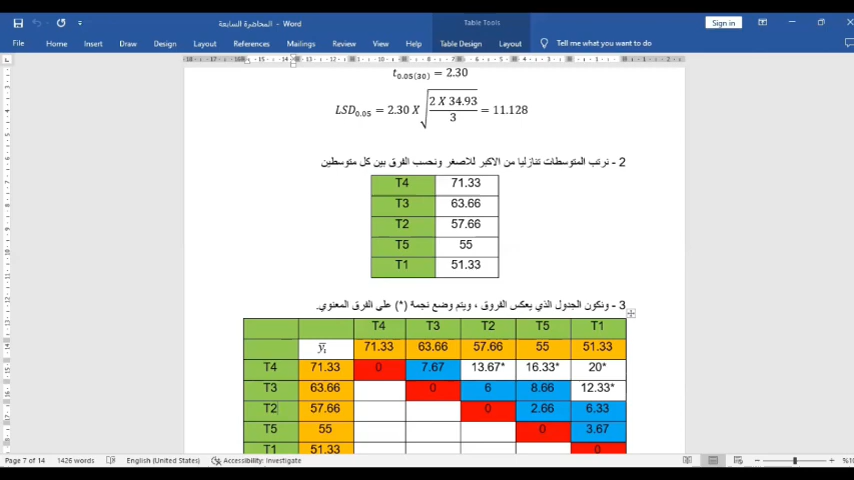 المحاضرة السابعة - Word
Table Tools
Sign in
File Home Insert Draw Design Layout References Mailings Review View Help Table Design Layout Tell me what you want to do
t0.05(30) = 2.30
LSD0.05 = 2.30 X √(2 X 34.93 / 3) = 11.128
2 - نرتب المتوسطات تنازليا من الاكبر للاصغر ونحسب الفرق بين كل متوسطين
T4 71.33
T3 63.66
T2 57.66
T5 55
T1 51.33
3 - ونكون الجدول الذي يعكس الفروق ، ويتم وضع نجمة (*) على الفرق المعنوي.
T4 T3 T2 T5 T1
ȳi 71.33 63.66 57.66 55 51.33
T4 71.33 0 7.67 13.67* 16.33* 20*
T3 63.66 0 6 8.66 12.33*
T2 57.66 0 2.66 6.33
T5 55 0 3.67
T1 51.33 0
Page 7 of 14 1426 words English (United States) Accessibility: Investigate